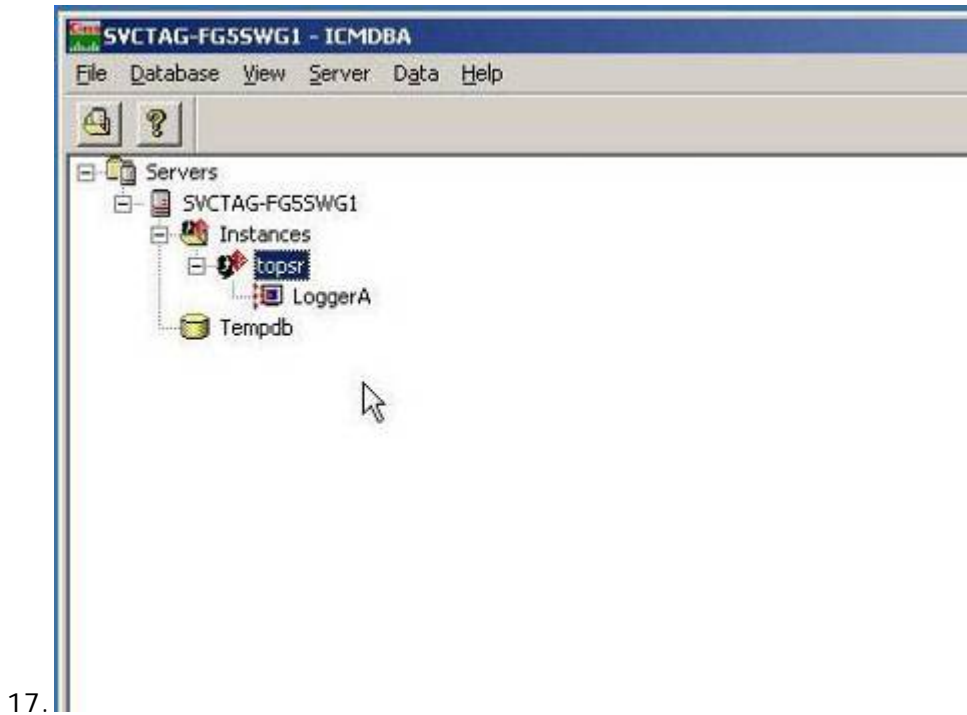 SVCTAG-FG5SWG1 - ICMDBA
File Database View Server Data Help
Servers
SVCTAG-FG5SWG1
Instances
topsr
LoggerA
Tempdb
17.